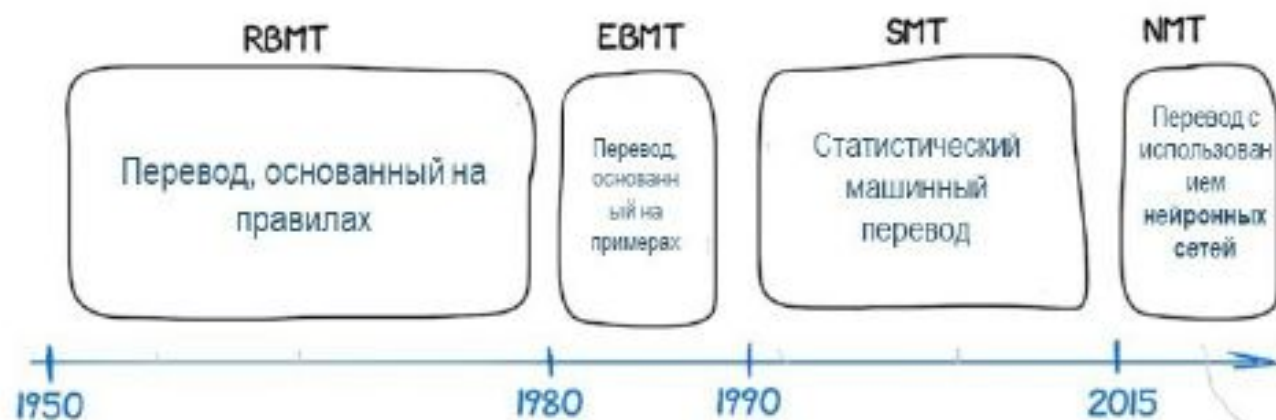 RBMT
EBMT
SMT
NMT
Перевод, основанный на
правилах
Перевод,
основанн
ый на
примерах
Статистический
машинный
перевод
Перевод с
использован
ием
нейронных
сетей
1950
1980
1990
2015